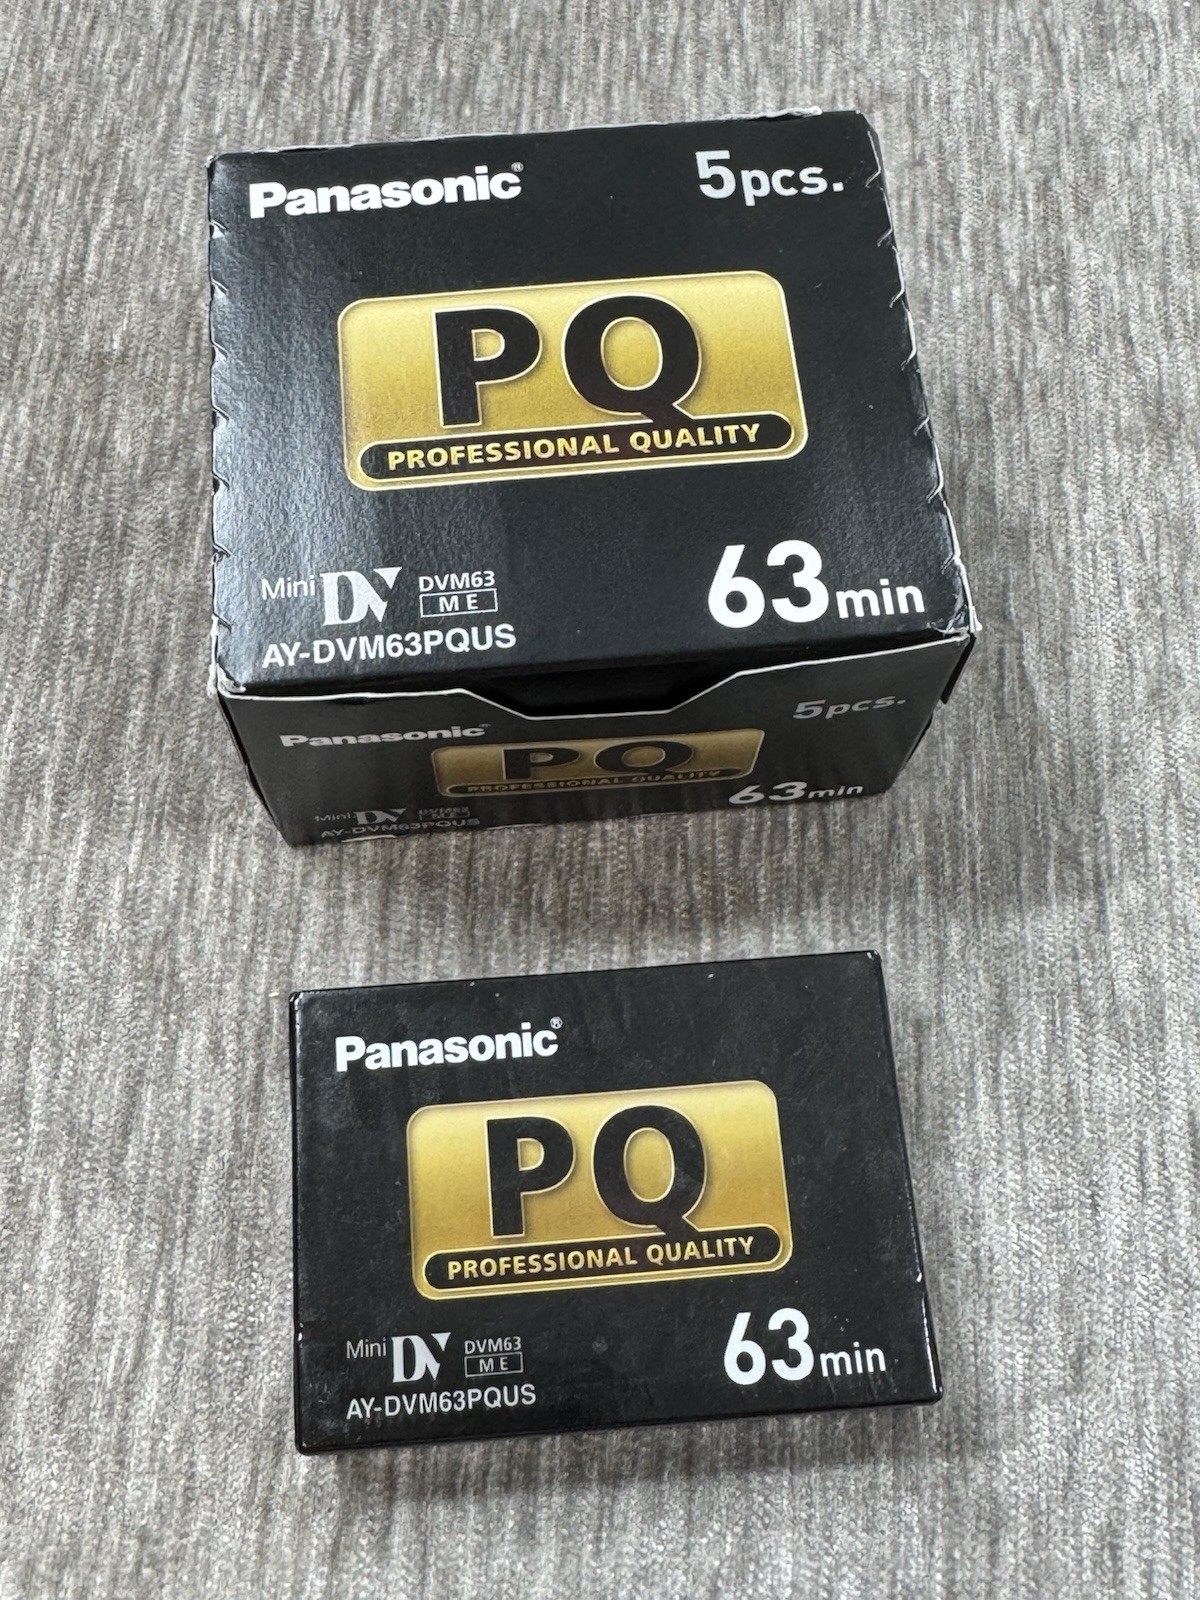 Panasonic®
5pcs.
PQ
PROFESSIONAL QUALITY
Mini DV DVM63
ME
63min
AY-DVM63PQUS
Panasonic®
5pcs.
PQ
PROFESSIONAL QUALITY
63min
Mini DV DVM63
ME
AY-DVM63PQUS
Panasonic®
PQ
PROFESSIONAL QUALITY
63min
Mini DV DVM63
ME
AY-DVM63PQUS